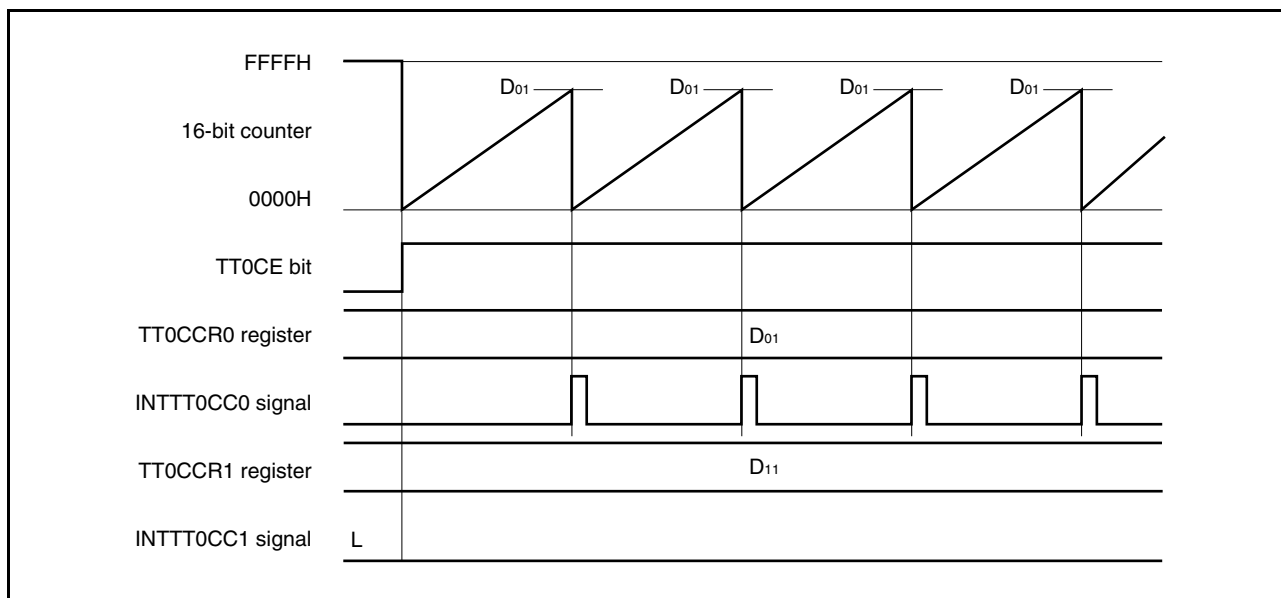 FFFFH
D01 D01 D01 D01
16-bit counter
0000H
TT0CE bit
TT0CCR0 register
D01
INTTT0CC0 signal
TT0CCR1 register
D11
INTTT0CC1 signal
L